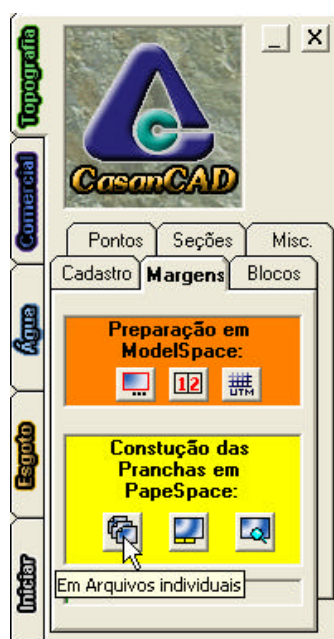 Topografia
Comercial
Água
Esgoto
Iniciar
_ X
CasanCAD
Pontos Seções Misc.
Cadastro Margens Blocos
Preparação em
ModelSpace:
12 UTM
Constução das
Pranchas em
PapeSpace:
Em Arquivos individuais